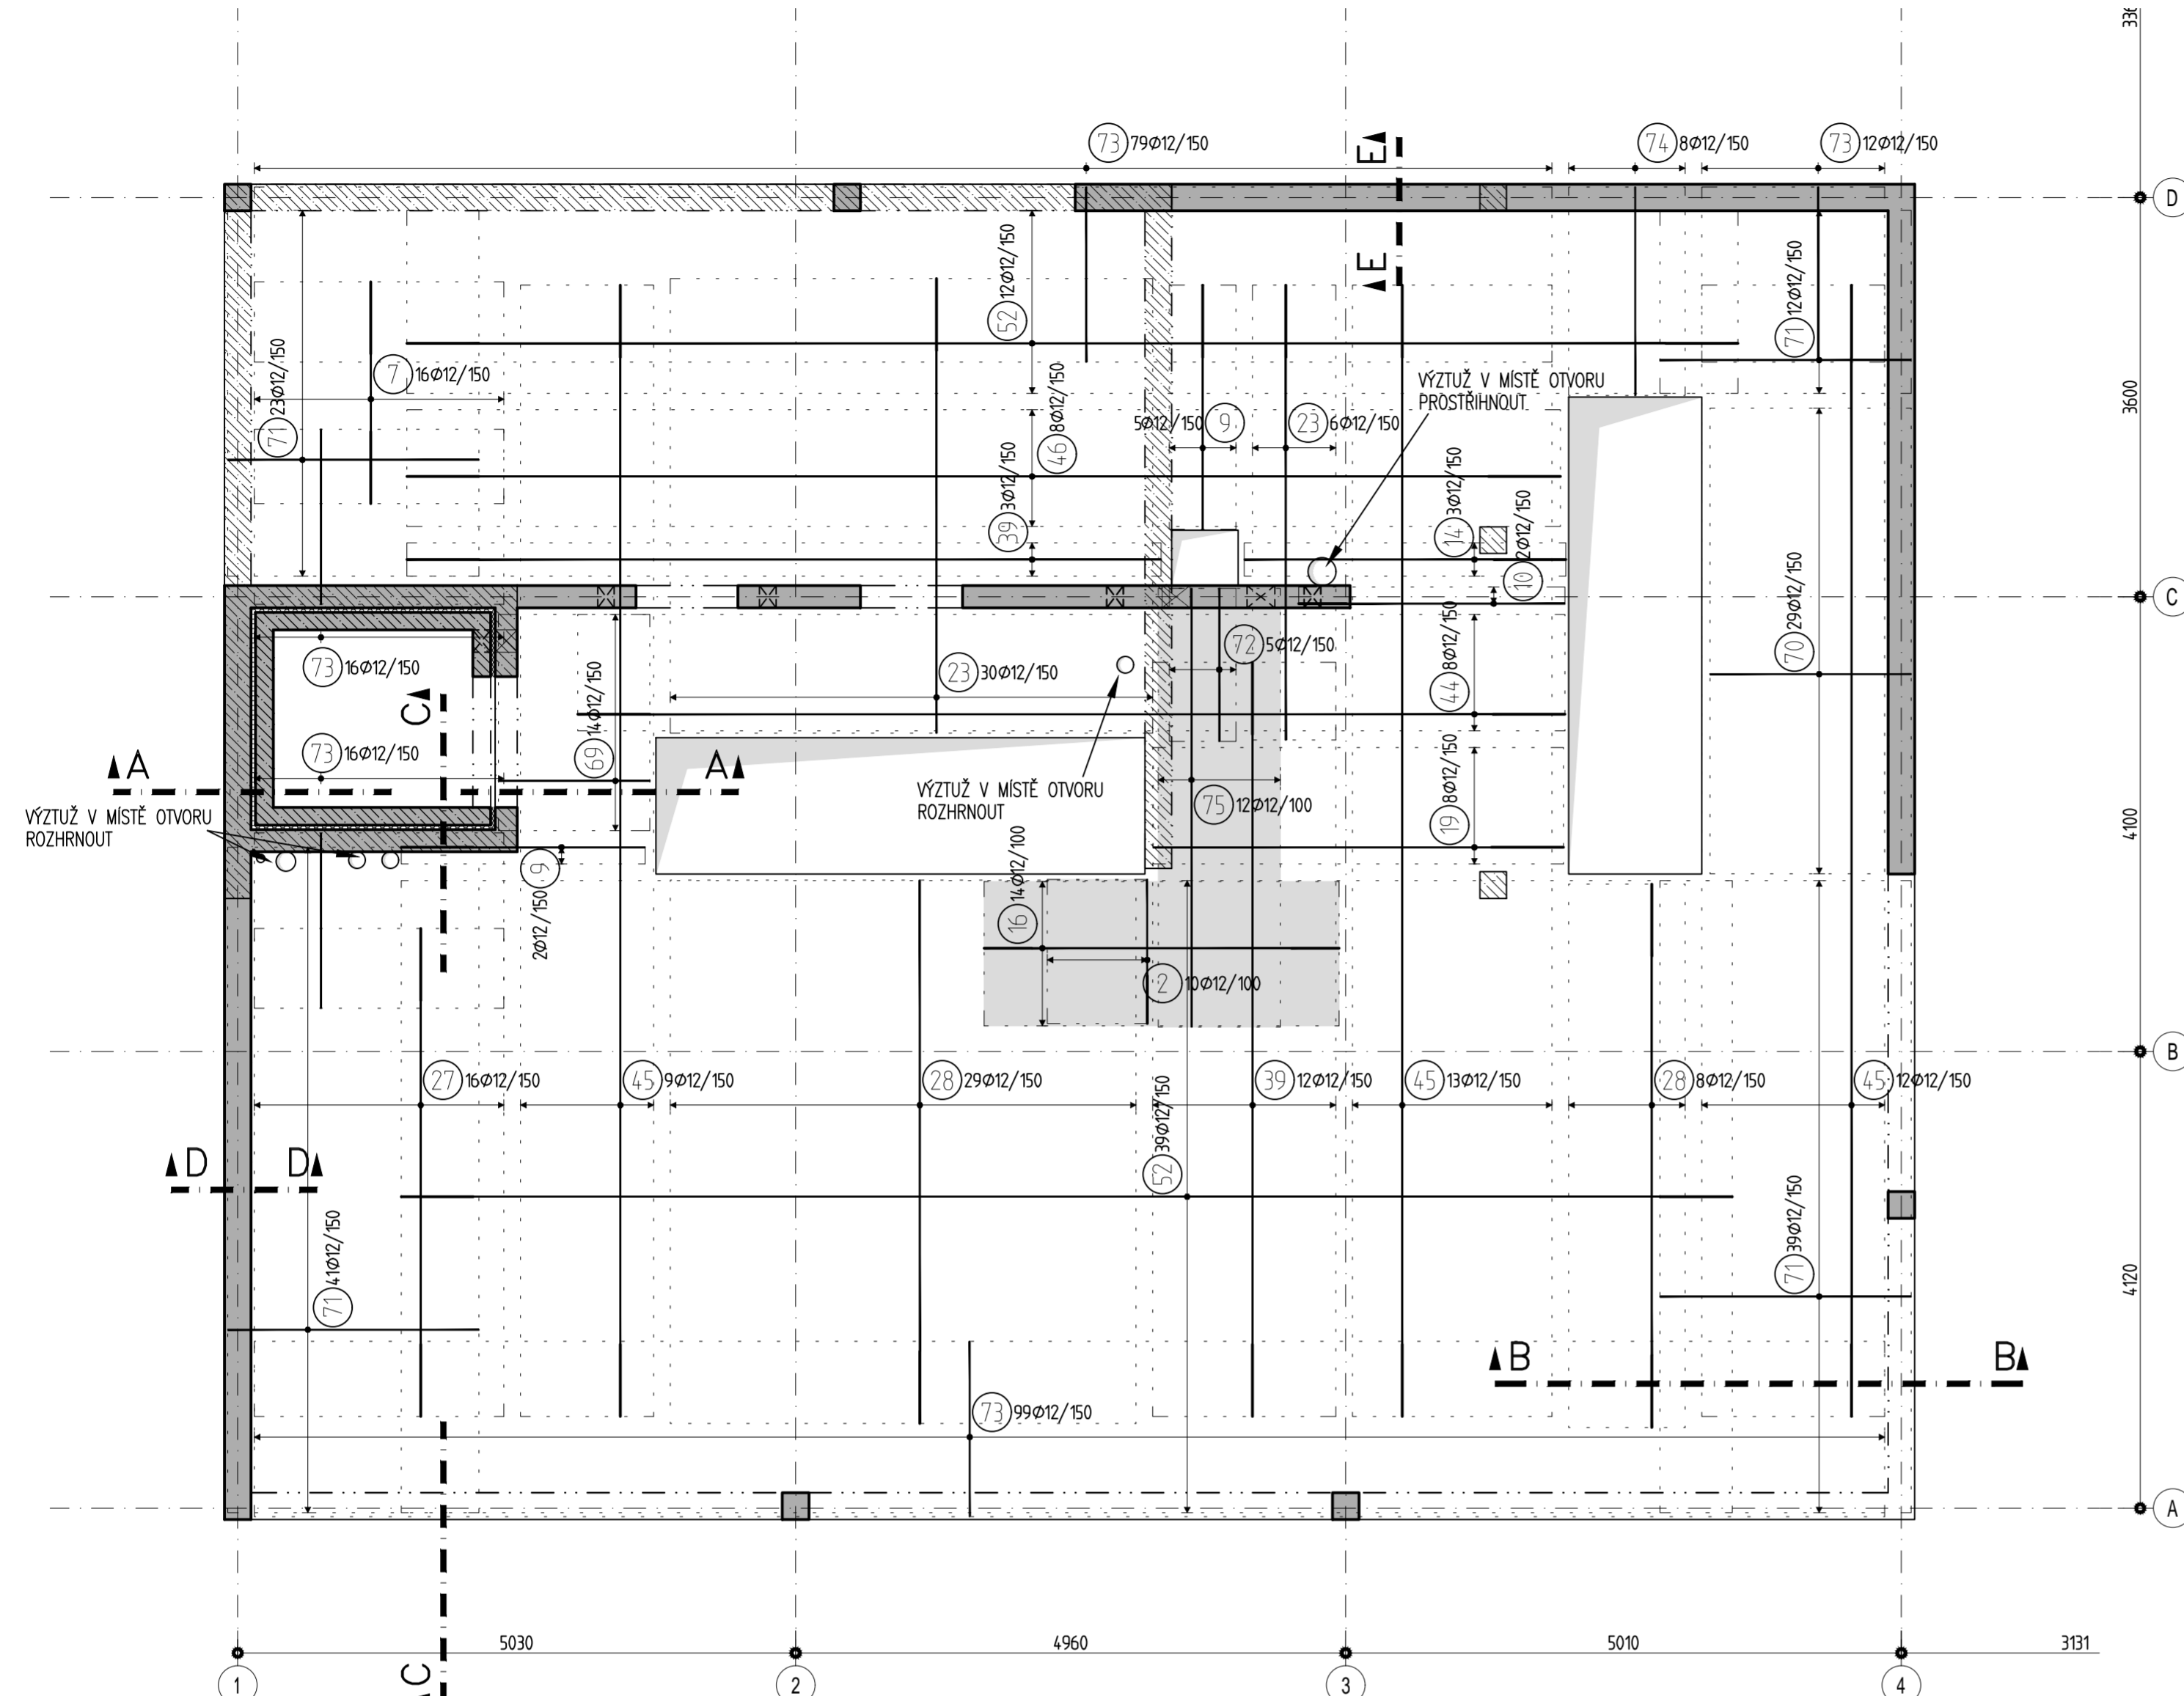 336
73 79Ø12/150
E
74 8Ø12/150
73 12Ø12/150
D
E
52 12Ø12/150
71 12Ø12/150
71 23Ø12/150
7 16Ø12/150
46 8Ø12/150
VÝZTUŽ V MÍSTĚ OTVORU
PROSTŘIHNOUT
3600
5Ø12/150 9
23 6Ø12/150
39 3Ø12/150
14 3Ø12/150
10 2Ø12/150
70 29Ø12/150
C
73 16Ø12/150
23 30Ø12/150
72 5Ø12/150
44 8Ø12/150
C
69 14Ø12/150
73 16Ø12/150
A
A
VÝZTUŽ V MÍSTĚ OTVORU
ROZHRNOUT
75 12Ø12/100
19 8Ø12/150
VÝZTUŽ V MÍSTĚ OTVORU
ROZHRNOUT
4100
9
2Ø12/150
16 14Ø12/100
2 10Ø12/100
B
27 16Ø12/150
45 9Ø12/150
28 29Ø12/150
39 12Ø12/150
45 13Ø12/150
28 8Ø12/150
45 12Ø12/150
52 39Ø12/150
D
D
71 41Ø12/150
71 39Ø12/150
4120
B
B
73 99Ø12/150
A
5030
4960
5010
3131
C
1
2
3
4